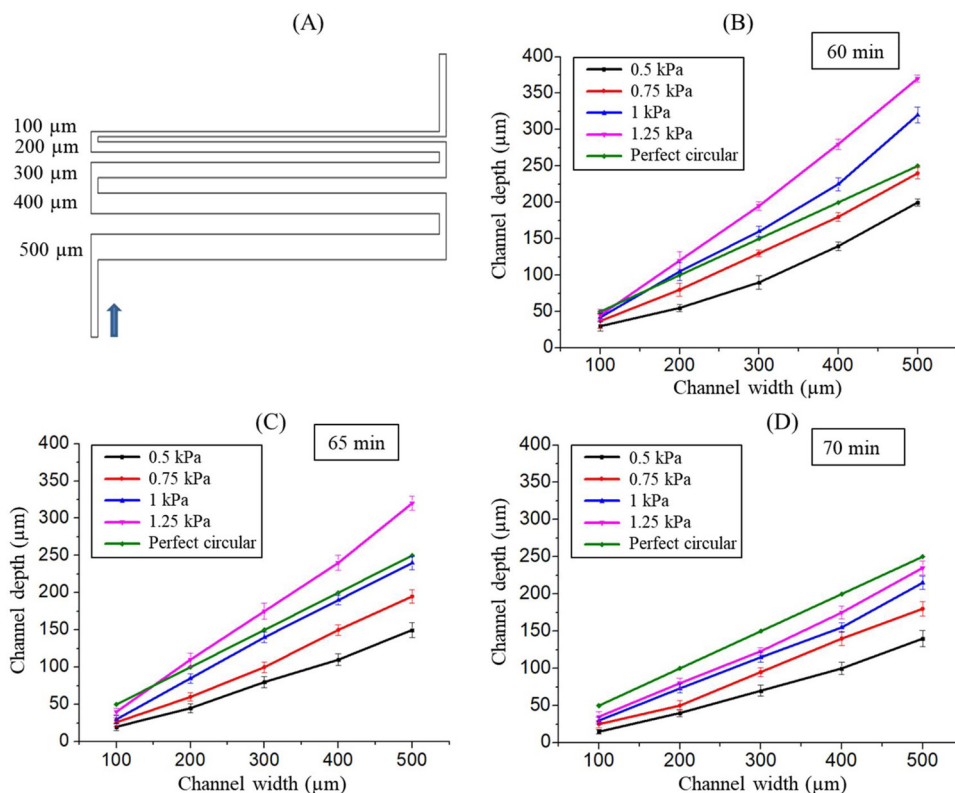 (A)
100 µm
200 µm
300 µm
400 µm
500 µm
(B)
60 min
0.5 kPa
0.75 kPa
1 kPa
1.25 kPa
Perfect circular
Channel depth (µm)
400
350
300
250
200
150
100
50
0
100 200 300 400 500
Channel width (µm)
(C)
65 min
0.5 kPa
0.75 kPa
1 kPa
1.25 kPa
Perfect circular
Channel depth (µm)
400
350
300
250
200
150
100
50
0
100 200 300 400 500
Channel width (µm)
(D)
70 min
0.5 kPa
0.75 kPa
1 kPa
1.25 kPa
Perfect circular
Channel depth (µm)
400
350
300
250
200
150
100
50
0
100 200 300 400 500
Channel width (µm)